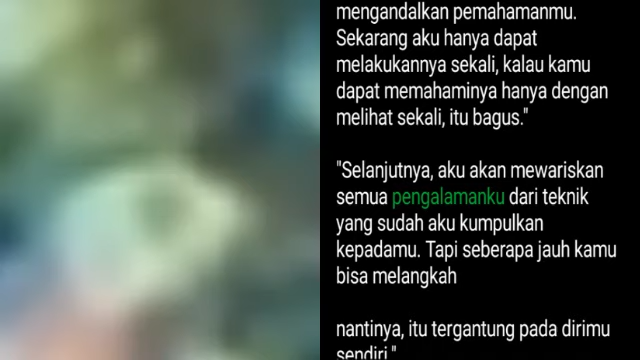 mengandalkan pemahamanmu.
Sekarang aku hanya dapat
melakukannya sekali, kalau kamu
dapat memahaminya hanya dengan
melihat sekali, itu bagus."
"Selanjutnya, aku akan mewariskan
semua pengalamanku dari teknik
yang sudah aku kumpulkan
kepadamu. Tapi seberapa jauh kamu
bisa melangkah
nantinya, itu tergantung pada dirimu
sendiri."